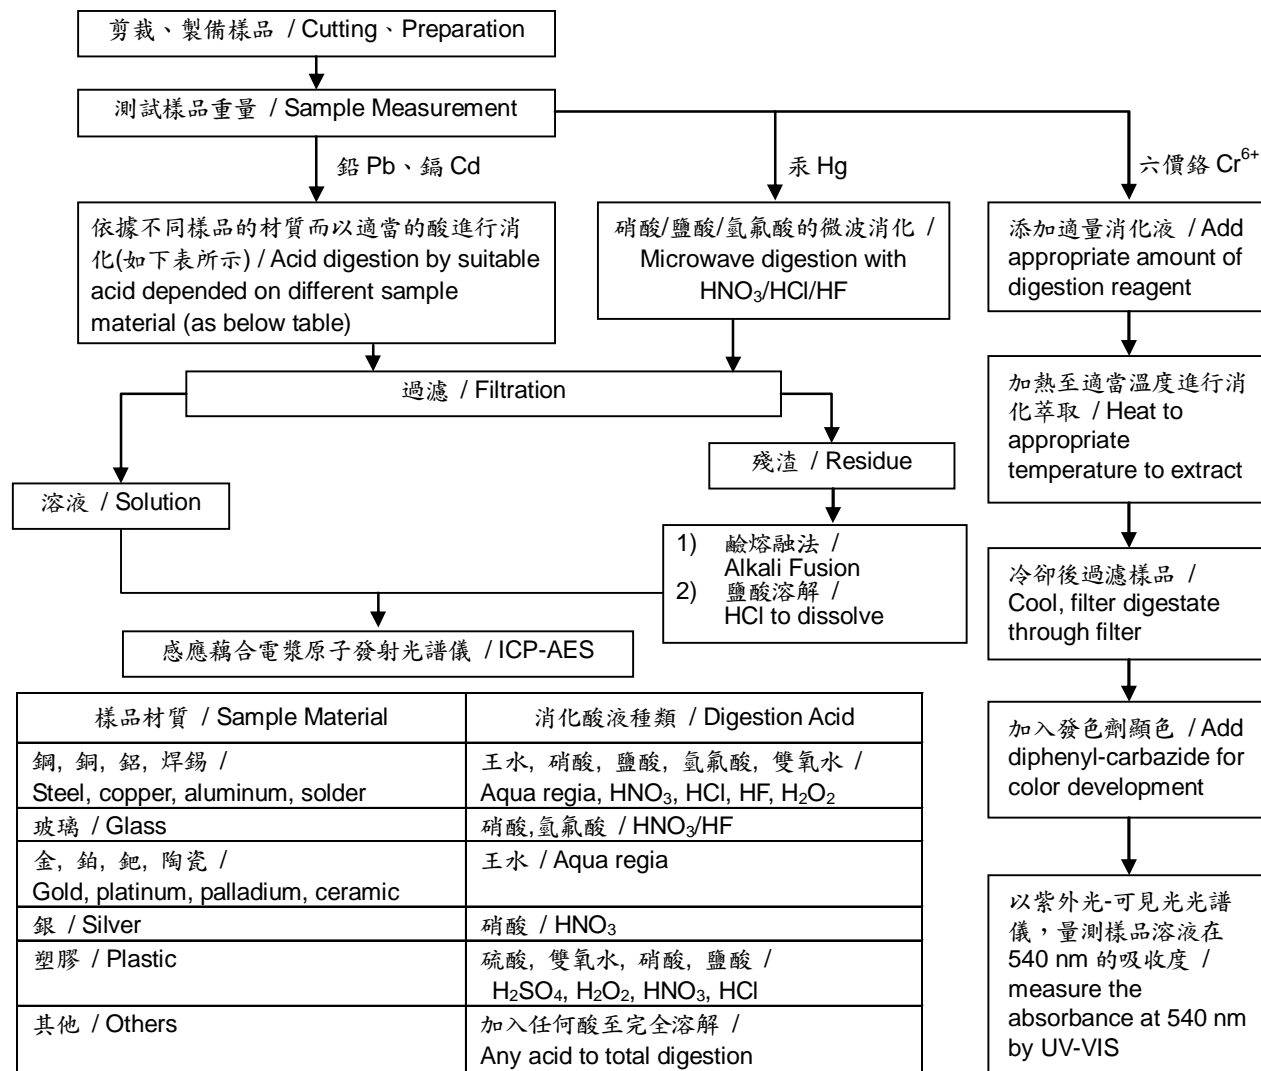 剪裁、製備樣品 / Cutting、Preparation
測試樣品重量 / Sample Measurement
鉛 Pb、鎘 Cd
汞 Hg
六價鉻 Cr⁶⁺
依據不同樣品的材質而以適當的酸進行消
化(如下表所示) / Acid digestion by suitable
acid depended on different sample
material (as below table)
硝酸/鹽酸/氫氟酸的微波消化 /
Microwave digestion with
HNO₃/HCl/HF
添加適量消化液 / Add
appropriate amount of
digestion reagent
過濾 / Filtration
加熱至適當溫度進行消
化萃取 / Heat to
appropriate
temperature to extract
溶液 / Solution
殘渣 / Residue
1) 鹼熔融法 /
Alkali Fusion
2) 鹽酸溶解 /
HCl to dissolve
冷卻後過濾樣品 /
Cool, filter digestate
through filter
感應藕合電漿原子發射光譜儀 / ICP-AES
加入發色劑顯色 / Add
diphenyl-carbazide for
color development
以紫外光-可見光光譜
儀，量測樣品溶液在
540 nm 的吸收度 /
measure the
absorbance at 540 nm
by UV-VIS
樣品材質 / Sample Material
消化酸液種類 / Digestion Acid
鋼, 銅, 鋁, 焊錫 /
Steel, copper, aluminum, solder
王水, 硝酸, 鹽酸, 氫氟酸, 雙氧水 /
Aqua regia, HNO₃, HCl, HF, H₂O₂
玻璃 / Glass
硝酸,氫氟酸 / HNO₃/HF
金, 鉑, 鈀, 陶瓷 /
Gold, platinum, palladium, ceramic
王水 / Aqua regia
銀 / Silver
硝酸 / HNO₃
塑膠 / Plastic
硫酸, 雙氧水, 硝酸, 鹽酸 /
H₂SO₄, H₂O₂, HNO₃, HCl
其他 / Others
加入任何酸至完全溶解 /
Any acid to total digestion